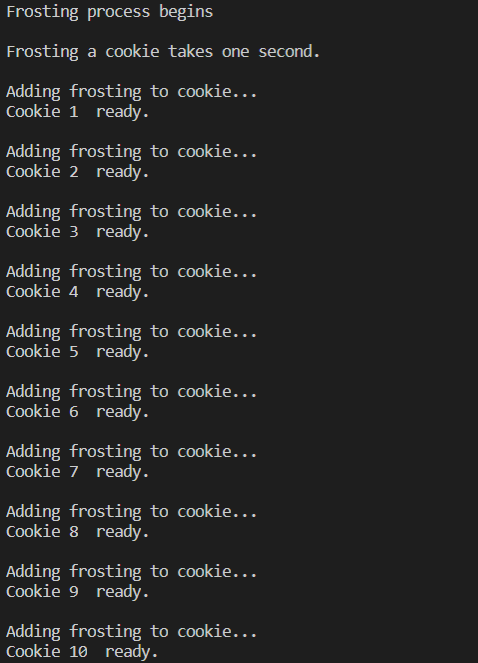 Frosting process begins
Frosting a cookie takes one second.
Adding frosting to cookie...
Cookie 1  ready.
Adding frosting to cookie...
Cookie 2  ready.
Adding frosting to cookie...
Cookie 3  ready.
Adding frosting to cookie...
Cookie 4  ready.
Adding frosting to cookie...
Cookie 5  ready.
Adding frosting to cookie...
Cookie 6  ready.
Adding frosting to cookie...
Cookie 7  ready.
Adding frosting to cookie...
Cookie 8  ready.
Adding frosting to cookie...
Cookie 9  ready.
Adding frosting to cookie...
Cookie 10  ready.